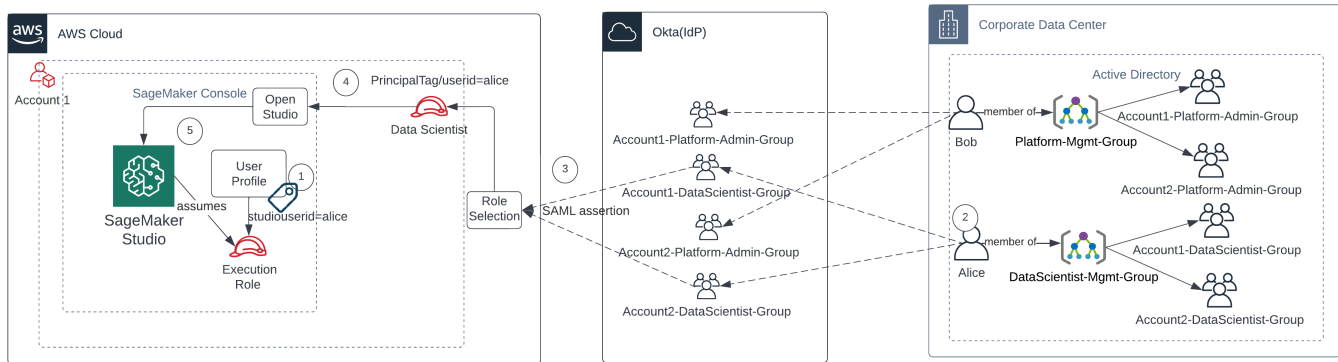 aws
AWS Cloud
Account 1
SageMaker Console
Open
Studio
4
PrincipalTag/userid=alice
Data Scientist
5
User
Profile
1
studiouserid=alice
SageMaker
Studio
assumes
Execution
Role
Role
Selection
3
SAML assertion
Okta(IdP)
Account1-Platform-Admin-Group
Account1-DataScientist-Group
Account2-Platform-Admin-Group
Account2-DataScientist-Group
Corporate Data Center
Active Directory
Bob
member of
Platform-Mgmt-Group
Account1-Platform-Admin-Group
Account2-Platform-Admin-Group
2
Alice
member of
DataScientist-Mgmt-Group
Account1-DataScientist-Group
Account2-DataScientist-Group